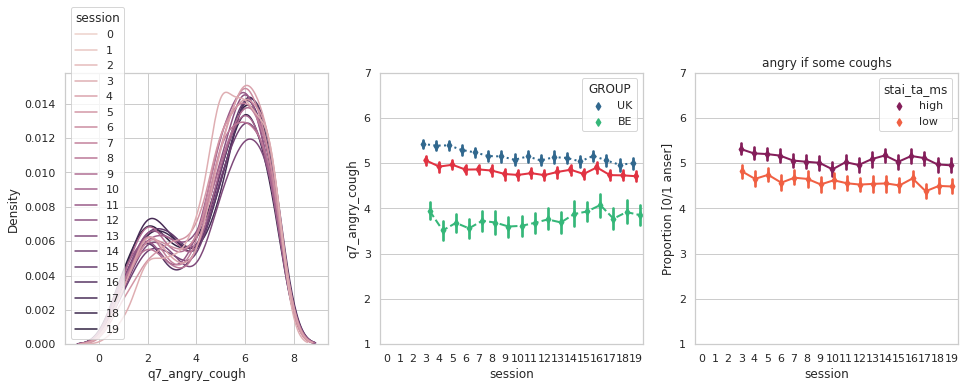 session
0
1
2
3
4
5
6
7
8
9
10
11
12
13
14
15
16
17
18
19
0.014
0.012
0.010
0.008
0.006
0.004
0.002
0.000
Density
0 2 4 6 8
q7_angry_cough
7
6
5
4
3
2
1
q7_angry_cough
GROUP
UK
BE
0 1 2 3 4 5 6 7 8 9 10 11 12 13 14 15 16 17 18 19
session
angry if some coughs
7
6
5
4
3
2
1
Proportion [0/1 anser]
stai_ta_ms
high
low
0 1 2 3 4 5 6 7 8 9 10 11 12 13 14 15 16 17 18 19
session